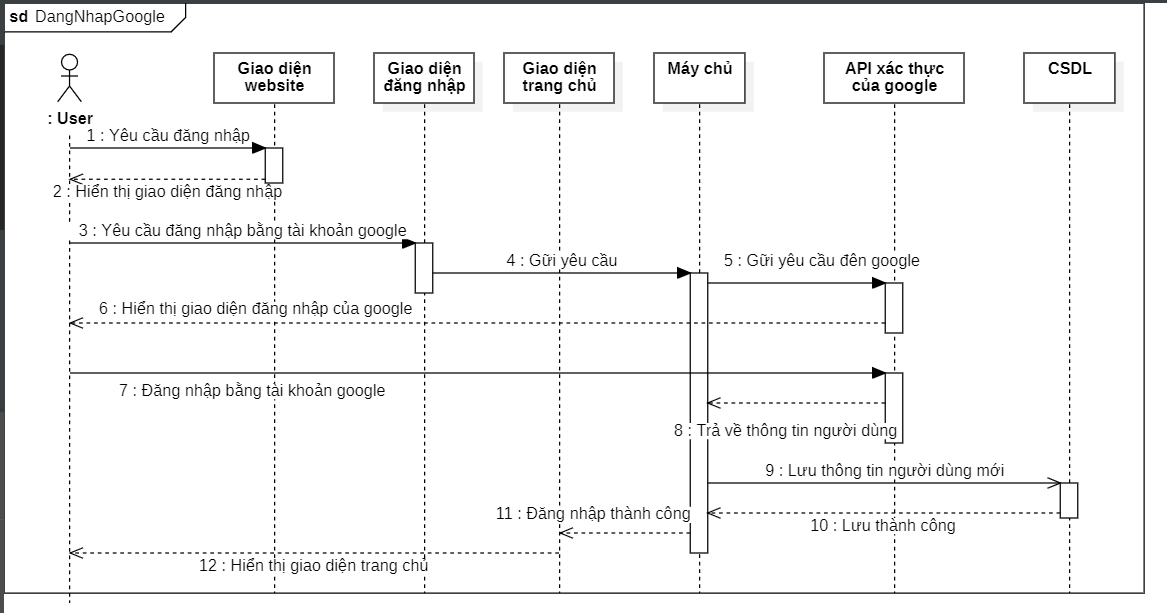 sd DangNhapGoogle
Giao diện
website
Giao diện
đăng nhập
Giao diện
trang chủ
Máy chủ
API xác thực
của google
CSDL
: User
1 : Yêu cầu đăng nhập
2 : Hiển thị giao diện đăng nhập
3 : Yêu cầu đăng nhập bằng tài khoản google
4 : Gữi yêu cầu
5 : Gữi yêu cầu đên google
6 : Hiển thị giao diện đăng nhập của google
7 : Đăng nhập bằng tài khoản google
8 : Trả về thông tin người dùng
9 : Lưu thông tin người dùng mới
11 : Đăng nhập thành công
10 : Lưu thành công
12 : Hiển thị giao diện trang chủ